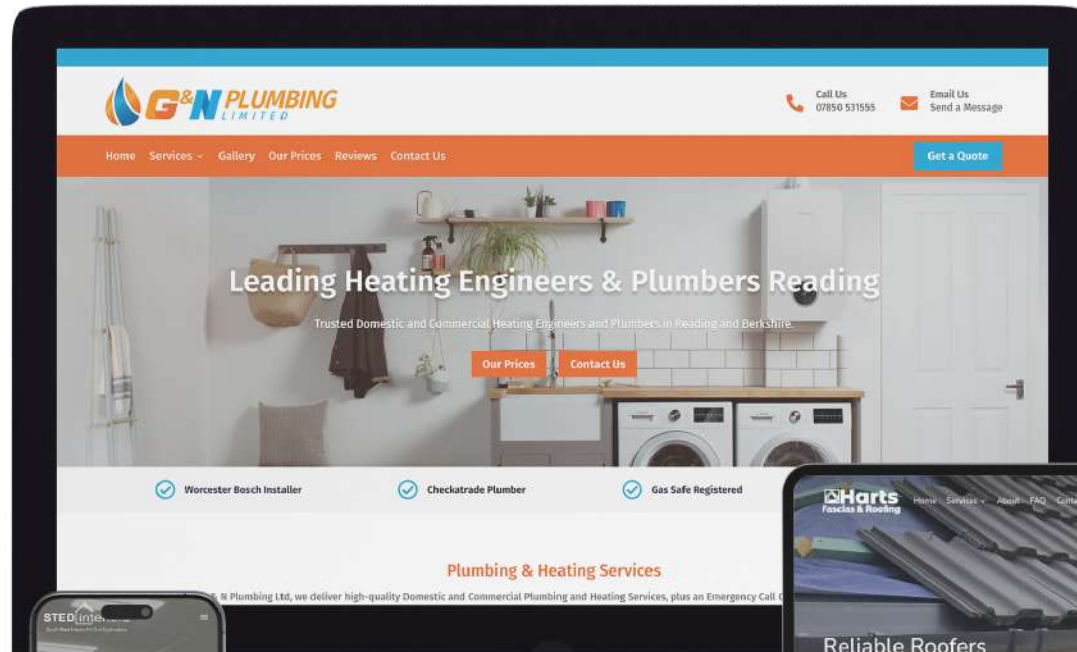 G&N PLUMBING
LIMITED
Call Us
07850 531555
Email Us
Send a Message
Home Services Gallery Our Prices Reviews Contact Us
Get a Quote
Leading Heating Engineers & Plumbers Reading
Trusted Domestic and Commercial Heating Engineers and Plumbers in Reading and Berkshire.
Our Prices Contact Us
Worcester Bosch Installer Checkatrade Plumber Gas Safe Registered
Plumbing & Heating Services
& N Plumbing Ltd, we deliver high-quality Domestic and Commercial Plumbing and Heating Services, plus an Emergency Call
Harts
Fascias & Roofing
Home Services About FAQ Conta
Reliable Roofers
STED interiors